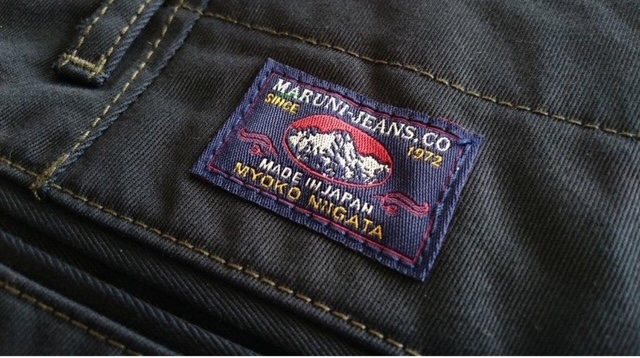 MARUNI-JEANS.CO
SINCE 1972
MADE IN JAPAN
MYOKO NIIGATA